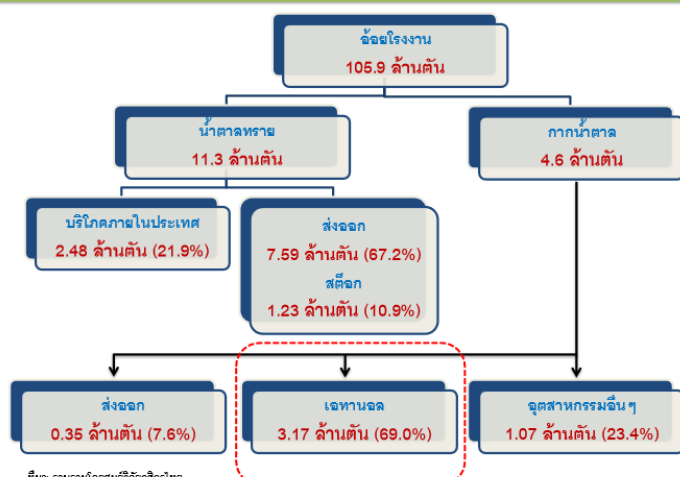 อ้อยโรงงาน
105.9 ล้านตัน
น้ำตาลทราย
11.3 ล้านตัน
กากน้ำตาล
4.6 ล้านตัน
บริโภคภายในประเทศ
2.48 ล้านตัน (21.9%)
ส่งออก
7.59 ล้านตัน (67.2%)
สต็อก
1.23 ล้านตัน (10.9%)
ส่งออก
0.35 ล้านตัน (7.6%)
เอทานอล
3.17 ล้านตัน (69.0%)
อุตสาหกรรมอื่นๆ
1.07 ล้านตัน (23.4%)